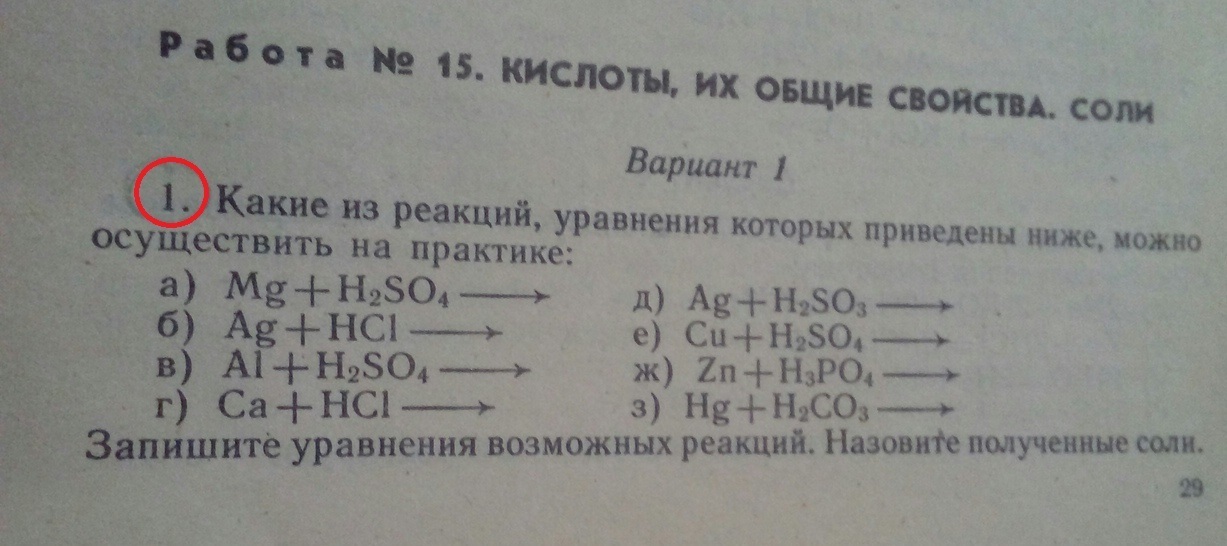 Работа № 15. КИСЛОТЫ, ИХ ОБЩИЕ СВОЙСТВА. СОЛИ
Вариант 1
1. Какие из реакций, уравнения которых приведены ниже, можно
осуществить на практике:
а) Mg + H₂SO₄ ⟶
б) Ag + HCl ⟶
в) Al + H₂SO₄ ⟶
г) Ca + HCl ⟶
д) Ag + H₂SO₃ ⟶
е) Cu + H₂SO₄ ⟶
ж) Zn + H₃PO₄ ⟶
з) Hg + H₂CO₃ ⟶
Запишите уравнения возможных реакций. Назовите полученные соли.
29